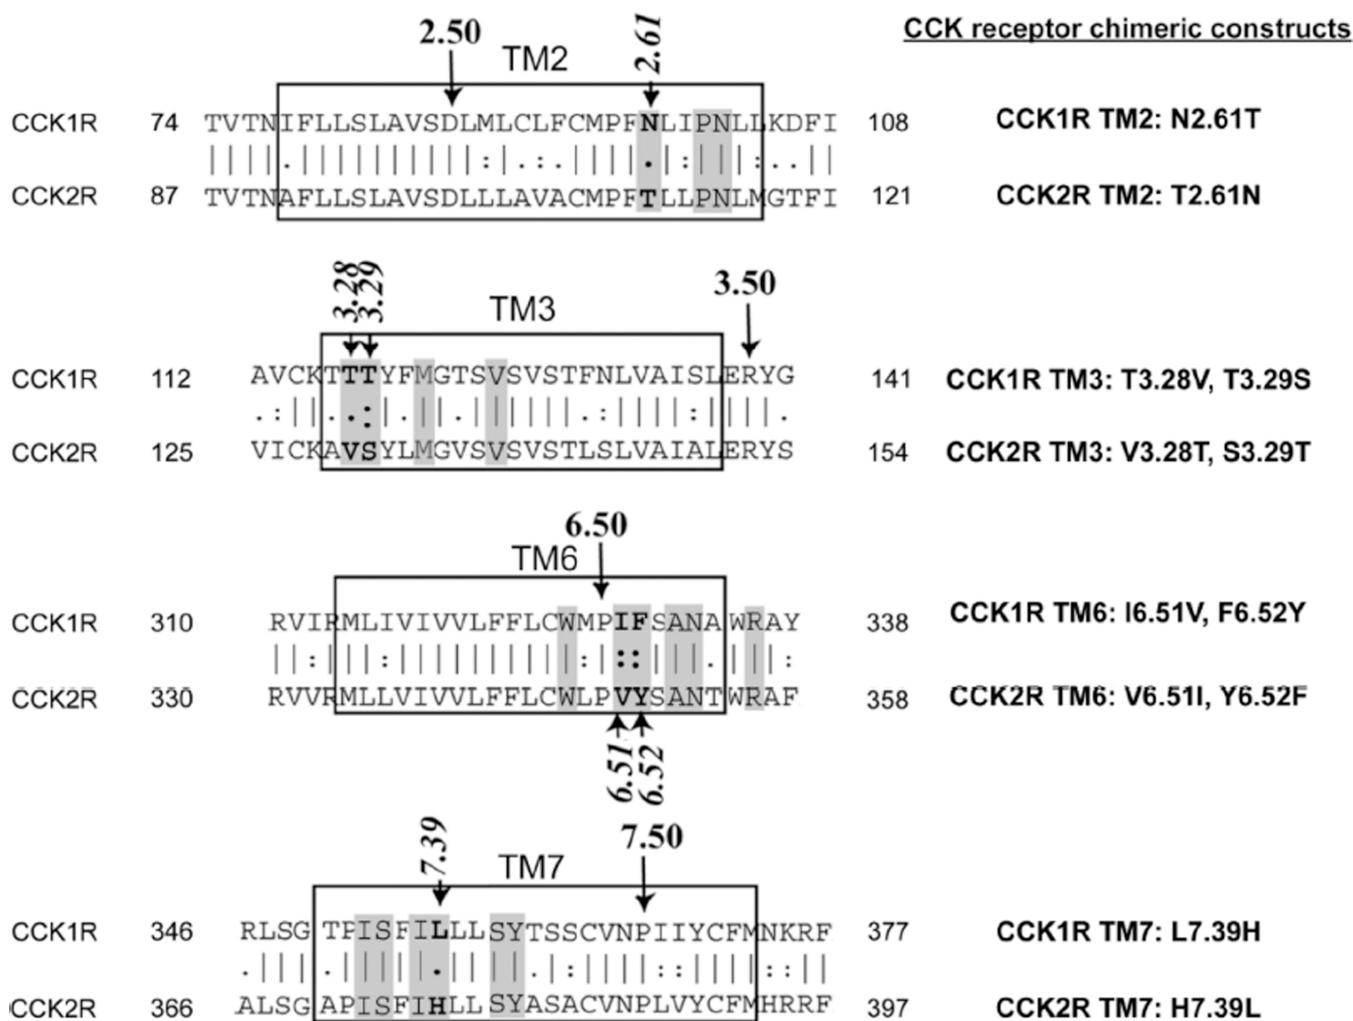 CCK receptor chimeric constructs
2.50 TM2 2.61
CCK1R 74 TVTNIFLLSLAVSDLMLCLFCMPFNLIPNLLKDFI 108 CCK1R TM2: N2.61T
||||.||||||||||:|.:.||||.|:|||:..||
CCK2R 87 TVTNAFLLSLAVSDLLLAVACMPFTLLPNLMGTFI 121 CCK2R TM2: T2.61N
3.28 3.29 TM3 3.50
CCK1R 112 AVCKTTTYFMGTSVSVSTFNLVAISLERYG 141 CCK1R TM3: T3.28V, T3.29S
.:||..:|.||.||||||.:||||:||||.
CCK2R 125 VICKAVSYLMGVSVSVSTLSLVAIALERYS 154 CCK2R TM3: V3.28T, S3.29T
6.50
TM6
CCK1R 310 RVIRMLIVIVVLFFLCWMPIFSANAWRAY 338 CCK1R TM6: I6.51V, F6.52Y
||:|||:||||||||||:|::||||.|||:
CCK2R 330 RVVRMLLVIVVLFFLCWLPVYSANTWRAF 358 CCK2R TM6: V6.51I, Y6.52F
6.51 6.52
7.39 TM7 7.50
CCK1R 346 RLSGTPISFILLLSYTSSCVNPIIYCFMNKRF 377 CCK1R TM7: L7.39H
.|||.||||||.||||.|:||||::||||::||
CCK2R 366 ALSGAPISFIHLLSYASACVNPLVYCFMHRRF 397 CCK2R TM7: H7.39L